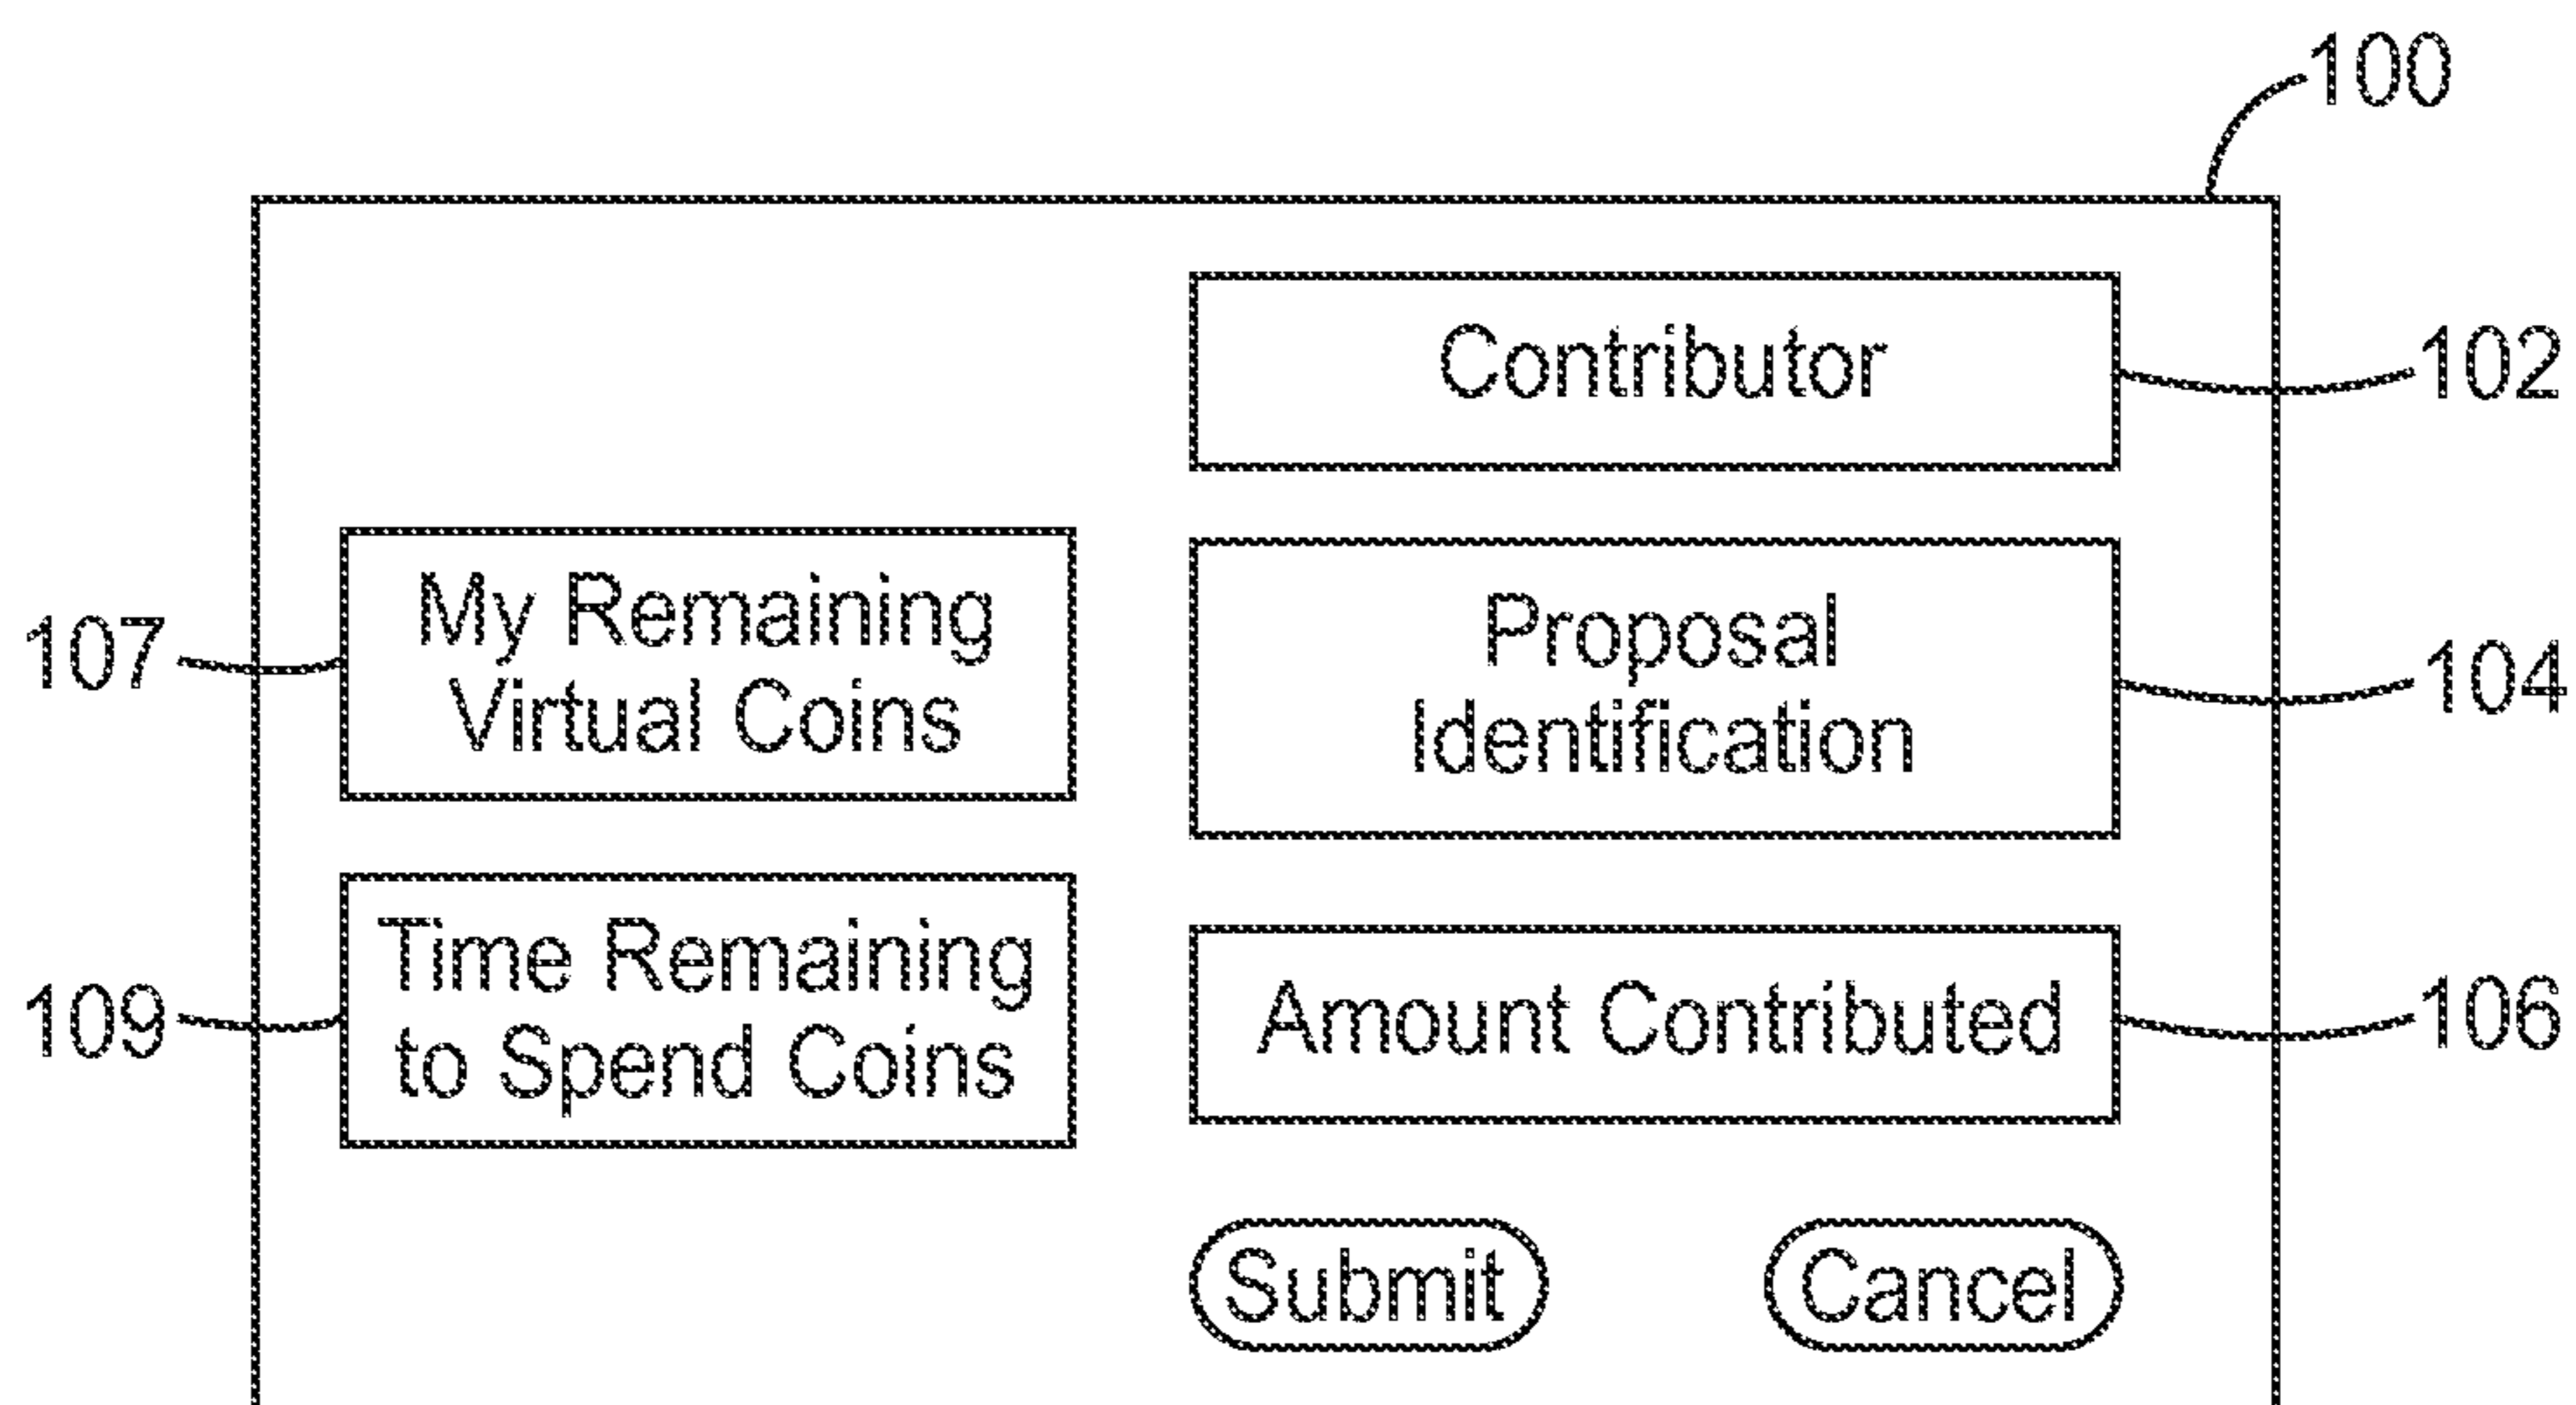 100
Contributor
102
107
My Remaining
Virtual Coins
Proposal
Identification
104
109
Time Remaining
to Spend Coins
Amount Contributed
106
Submit
Cancel